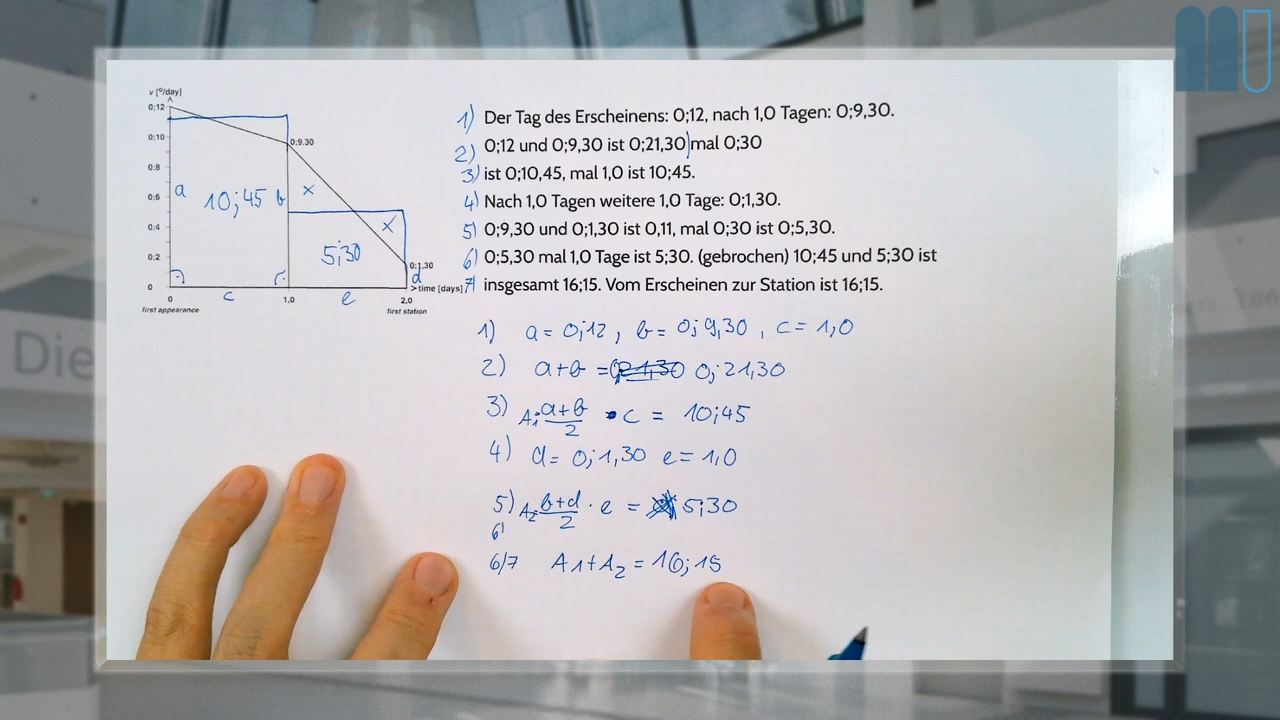 v [°/day]
0;12
0;10
0;8
0;6
0;4
0;2
0
0;9.30
0;1.30
a
10;45
b
x
x
5;30
d
c
e
0
1,0
2,0
time [days]
first appearance
first station
1) Der Tag des Erscheinens: 0;12, nach 1,0 Tagen: 0;9,30.
2) 0;12 und 0;9,30 ist 0;21,30)mal 0;30
3) ist 0;10,45, mal 1,0 ist 10;45.
4) Nach 1,0 Tagen weitere 1,0 Tage: 0;1,30.
5) 0;9,30 und 0;1,30 ist 0,11, mal 0;30 ist 0;5,30.
6) 0;5,30 mal 1,0 Tage ist 5;30. (gebrochen) 10;45 und 5;30 ist
7) insgesamt 16;15. Vom Erscheinen zur Station ist 16;15.
1) a = 0;12, b = 0;9,30, c = 1,0
2) a+b = 0;21,30
3) A1: a+b/2 · c = 10;45
4) d = 0;1,30 e = 1,0
5) A2: b+d/2 · e = 5;30
6)
6/7 A1+A2 = 16;15
Die